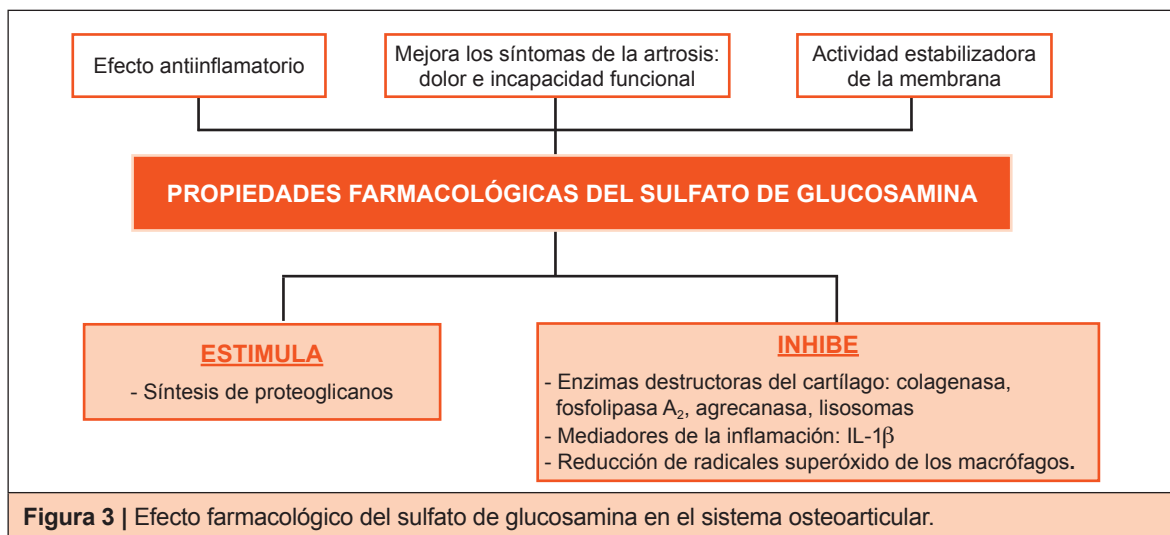 Efecto antiinflamatorio
Mejora los síntomas de la artrosis:
dolor e incapacidad funcional
Actividad estabilizadora
de la membrana
PROPIEDADES FARMACOLÓGICAS DEL SULFATO DE GLUCOSAMINA
ESTIMULA
- Síntesis de proteoglicanos
INHIBE
- Enzimas destructoras del cartílago: colagenasa,
fosfolipasa A₂, agrecanasa, lisosomas
- Mediadores de la inflamación: IL-1β
- Reducción de radicales superóxido de los macrófagos.
Figura 3 | Efecto farmacológico del sulfato de glucosamina en el sistema osteoarticular.